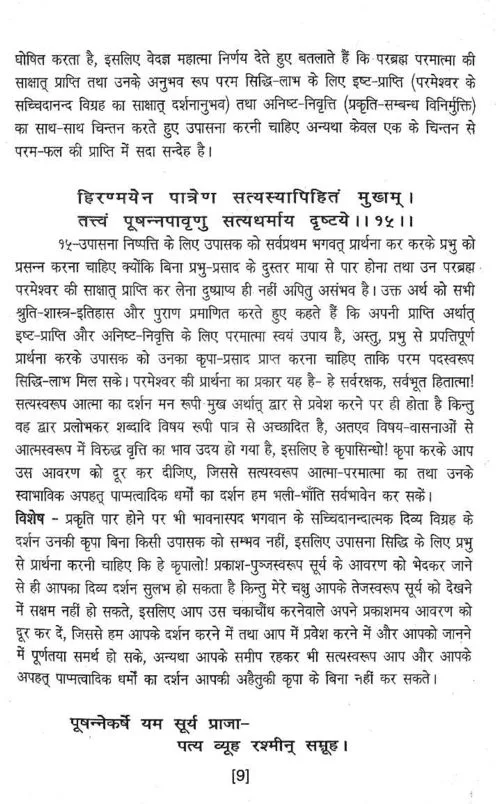 घोषित करता है, इसलिए वेदज्ञ महात्मा निर्णय देते हुए बतलाते हैं कि परब्रह्म परमात्मा की
साक्षात् प्राप्ति तथा उनके अनुभव रूप परम सिद्धि-लाभ के लिए इष्ट-प्राप्ति (परमेश्वर के
सच्चिदानन्द विग्रह का साक्षात् दर्शनानुभव) तथा अनिष्ट-निवृत्ति (प्रकृति-सम्बन्ध विनिर्मुक्ति)
का साथ-साथ चिन्तन करते हुए उपासना करनी चाहिए अन्यथा केवल एक के चिन्तन से
परम-फल की प्राप्ति में सदा सन्देह है।
हिरण्मयेन पात्रेण सत्यस्यापिहितं मुखम्।
तत्त्वं पूषन्नपावृणु सत्यधर्माय दृष्टये।।१५।।
१५-उपासना निष्पत्ति के लिए उपासक को सर्वप्रथम भगवत् प्रार्थना कर करके प्रभु को
प्रसन्न करना चाहिए क्योंकि बिना प्रभु-प्रसाद के दुस्तर माया से पार होना तथा उन परब्रह्म
परमेश्वर की साक्षात् प्राप्ति कर लेना दुष्प्राप्य ही नहीं अपितु असंभव है। उक्त अर्थ को सभी
श्रुति-शास्त्र-इतिहास और पुराण प्रमाणित करते हुए कहते हैं कि अपनी प्राप्ति अर्थात्
इष्ट-प्राप्ति और अनिष्ट-निवृत्ति के लिए परमात्मा स्वयं उपाय है, अस्तु, प्रभु से प्रपत्तिपूर्ण
प्रार्थना करके उपासक को उनका कृपा-प्रसाद प्राप्त करना चाहिए ताकि परम पदस्वरूप
सिद्धि-लाभ मिल सके। परमेश्वर की प्रार्थना का प्रकार यह है- हे सर्वरक्षक, सर्वभूत हितात्मा!
सत्यस्वरूप आत्मा का दर्शन मन रूपी मुख अर्थात् द्वार से प्रवेश करने पर ही होता है किन्तु
वह द्वार प्रलोभकर शब्दादि विषय रूपी पात्र से अच्छादित है, अतएव विषय-वासनाओं से
आत्मस्वरूप में विरुद्ध वृत्ति का भाव उदय हो गया है, इसलिए हे कृपासिन्धो! कृपा करके आप
उस आवरण को दूर कर दीजिए, जिससे सत्यस्वरूप आत्मा-परमात्मा का तथा उनके
स्वाभाविक अपहत् पाप्मत्वादिक धर्मों का दर्शन हम भली-भाँति सर्वभावेन कर सकें।
विशेष - प्रकृति पार होने पर भी भावनास्पद भगवान के सच्चिदानन्दात्मक दिव्य विग्रह के
दर्शन उनकी कृपा बिना किसी उपासक को सम्भव नहीं, इसलिए उपासना सिद्धि के लिए प्रभु
से प्रार्थना करनी चाहिए कि हे कृपालो! प्रकाश-पुञ्जस्वरूप सूर्य के आवरण को भेदकर जाने
से ही आपका दिव्य दर्शन सुलभ हो सकता है किन्तु मेरे चक्षु आपके तेजस्वरूप सूर्य को देखने
में सक्षम नहीं हो सकते, इसलिए आप उस चकाचौंध करनेवाले अपने प्रकाशमय आवरण को
दूर कर दें, जिससे हम आपके दर्शन करने में तथा आप में प्रवेश करने में और आपको जानने
में पूर्णतया समर्थ हो सके, अन्यथा आपके समीप रहकर भी सत्यस्वरूप आप और आपके
अपहत् पाप्मत्वादिक धर्मों का दर्शन आपकी अहैतुकी कृपा के बिना नहीं कर सकते।
पूषन्नेकर्षे यम सूर्य प्राजा-
पत्य व्यूह रश्मीन् समूह।
[9]